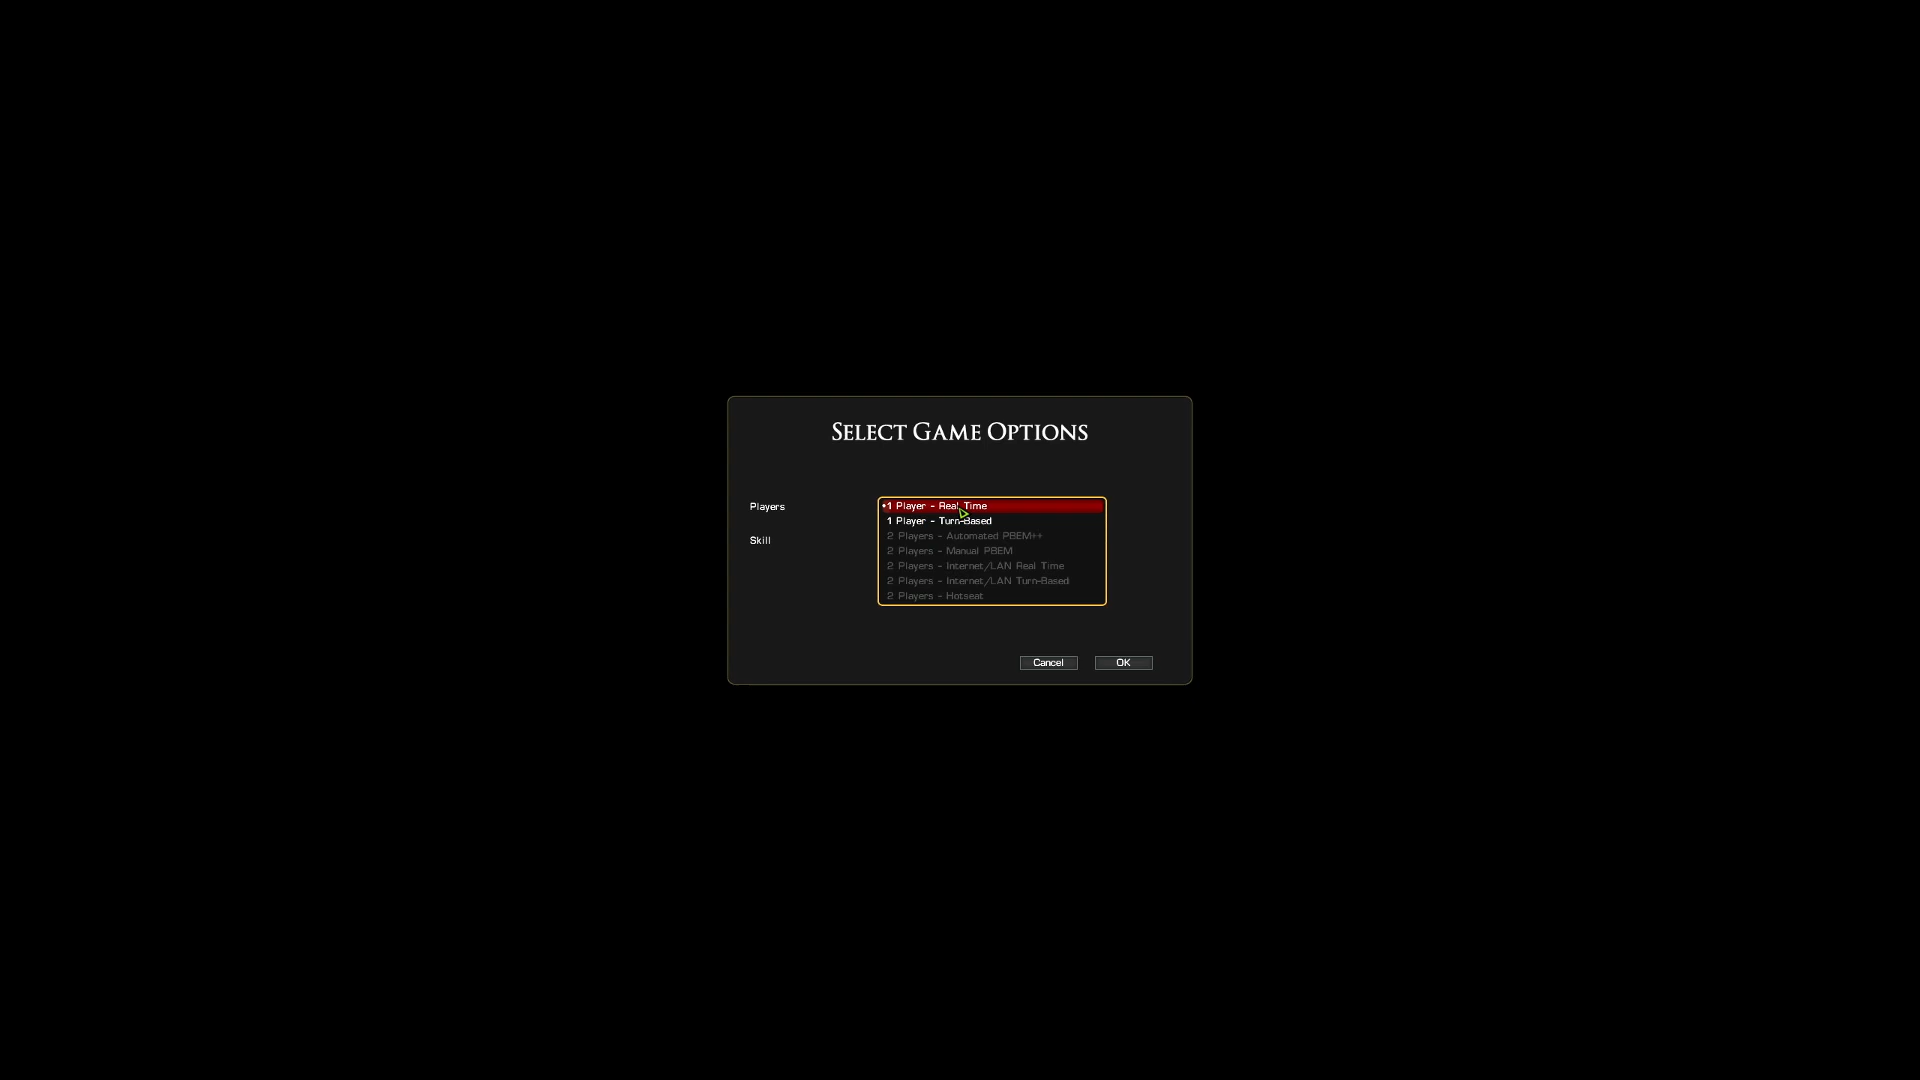 SELECT GAME OPTIONS
Players
•1 Player - Real Time
1 Player - Turn-Based
2 Players - Automated PBEM++
2 Players - Manual PBEM
2 Players - Internet/LAN Real Time
2 Players - Internet/LAN Turn-Based
2 Players - Hotseat
Skill
Cancel OK